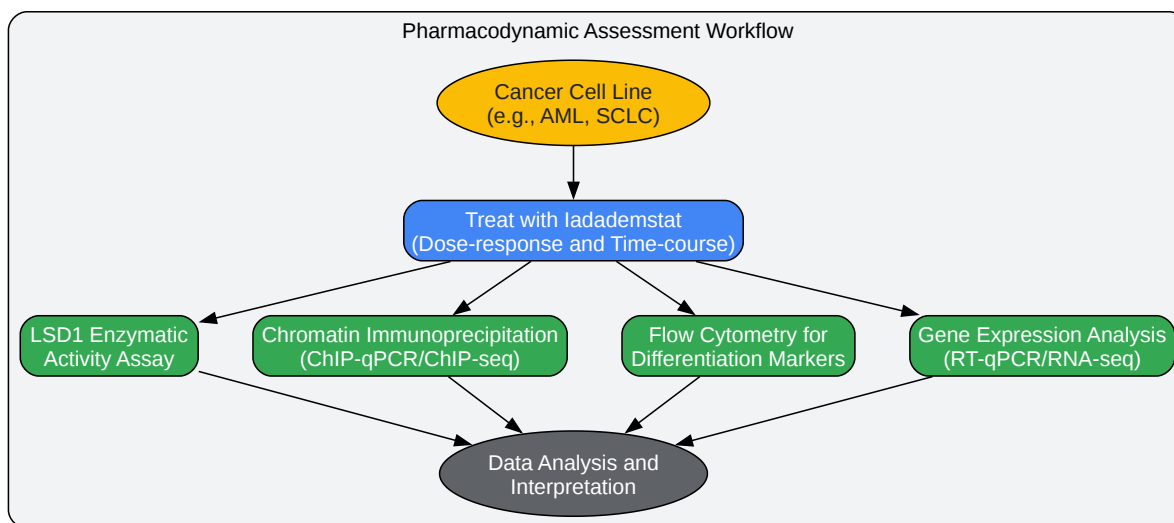 Pharmacodynamic Assessment Workflow
Cancer Cell Line
(e.g., AML, SCLC)
Treat with Iadademstat
(Dose-response and Time-course)
LSD1 Enzymatic
Activity Assay
Chromatin Immunoprecipitation
(ChIP-qPCR/ChIP-seq)
Flow Cytometry for
Differentiation Markers
Gene Expression Analysis
(RT-qPCR/RNA-seq)
Data Analysis and
Interpretation